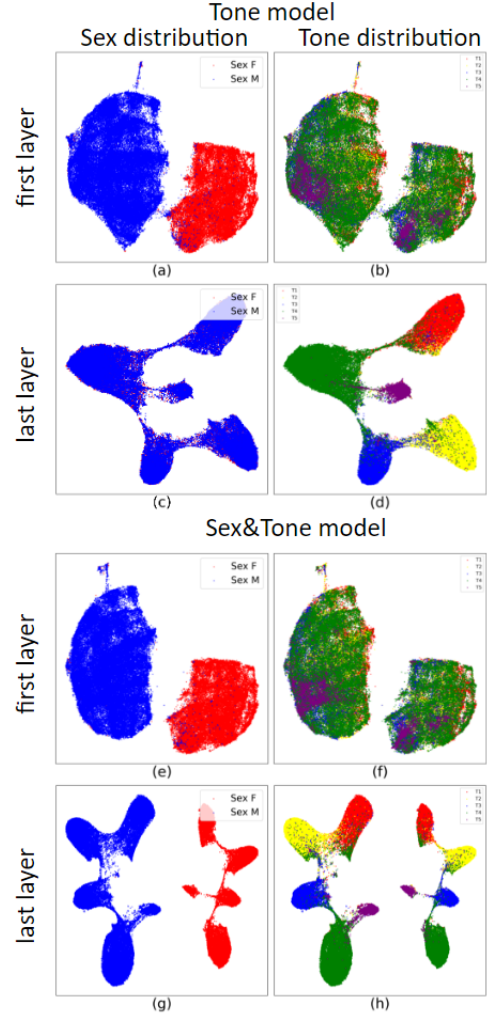 Tone model
Sex distribution Tone distribution
first layer
Sex F
Sex M
T1
T2
T3
T4
T5
(a) (b)
last layer
Sex F
Sex M
T1
T2
T3
T4
T5
(c) (d)
Sex&Tone model
first layer
Sex F
Sex M
T1
T2
T3
T4
T5
(e) (f)
last layer
Sex F
Sex M
T1
T2
T3
T4
T5
(g) (h)